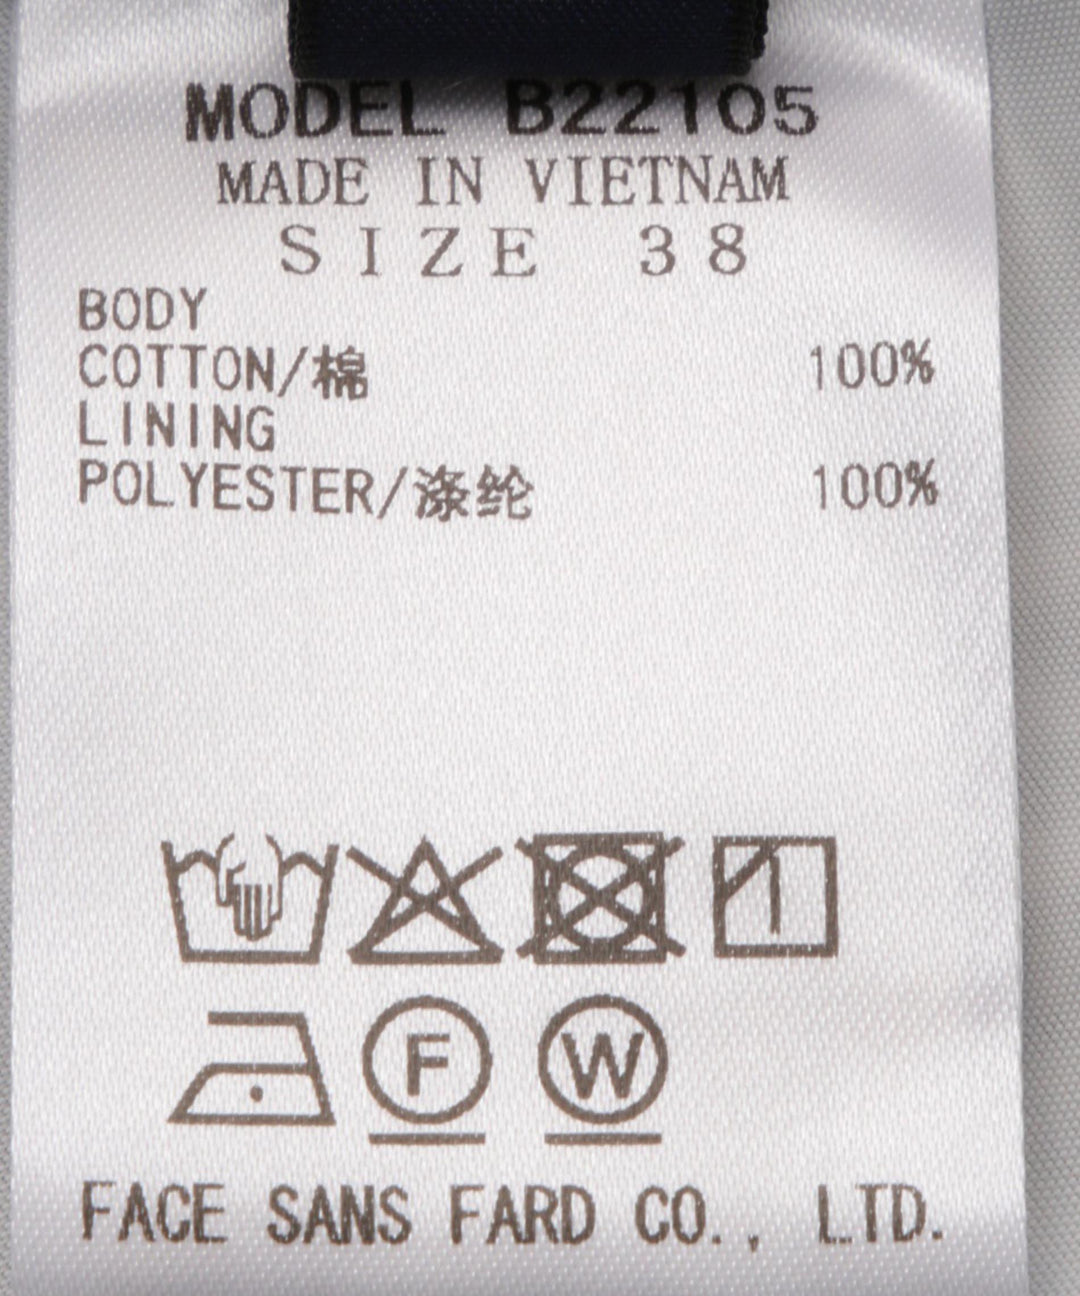 MODEL B22105
MADE IN VIETNAM
SIZE 38
BODY
COTTON/棉 100%
LINING
POLYESTER/涤纶 100%
F W
FACE SANS FARD CO., LTD.